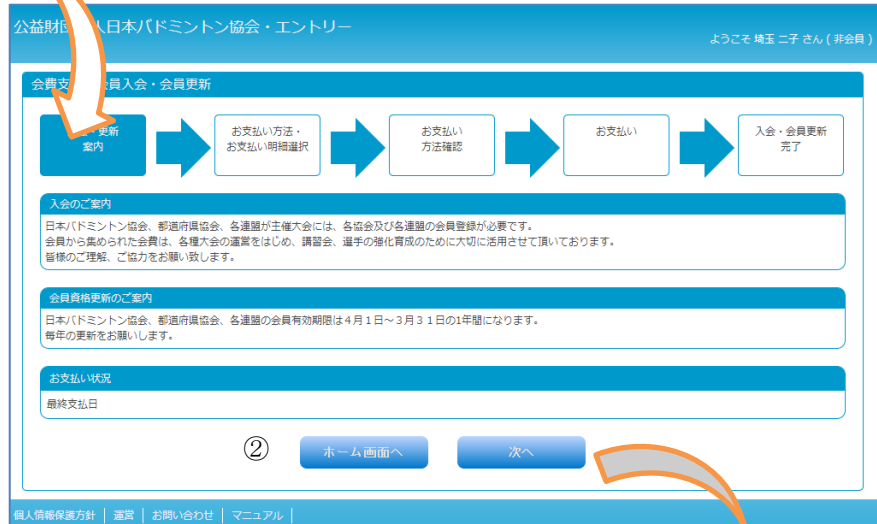 公益財団 人日本バドミントン協会・エントリー
ようこそ 埼玉 二子 さん ( 非会員 )
会費支 会員入会・会員更新
・更新
案内
お支払い方法・
お支払い明細選択
お支払い
方法確認
お支払い
入会・会員更新
完了
入会のご案内
日本バドミントン協会、都道府県協会、各連盟が主催大会には、各協会及び各連盟の会員登録が必要です。
会員から集められた会費は、各種大会の運営をはじめ、講習会、選手の強化育成のために大切に活用させて頂いております。
皆様のご理解、ご協力をお願い致します。
会員資格更新のご案内
日本バドミントン協会、都道府県協会、各連盟の会員有効期限は４月１日～３月３１日の1年間になります。
毎年の更新をお願いします。
お支払い状況
最終支払日
② ホーム画面へ 次へ
個人情報保護方針 | 運営 | お問い合わせ | マニュアル |